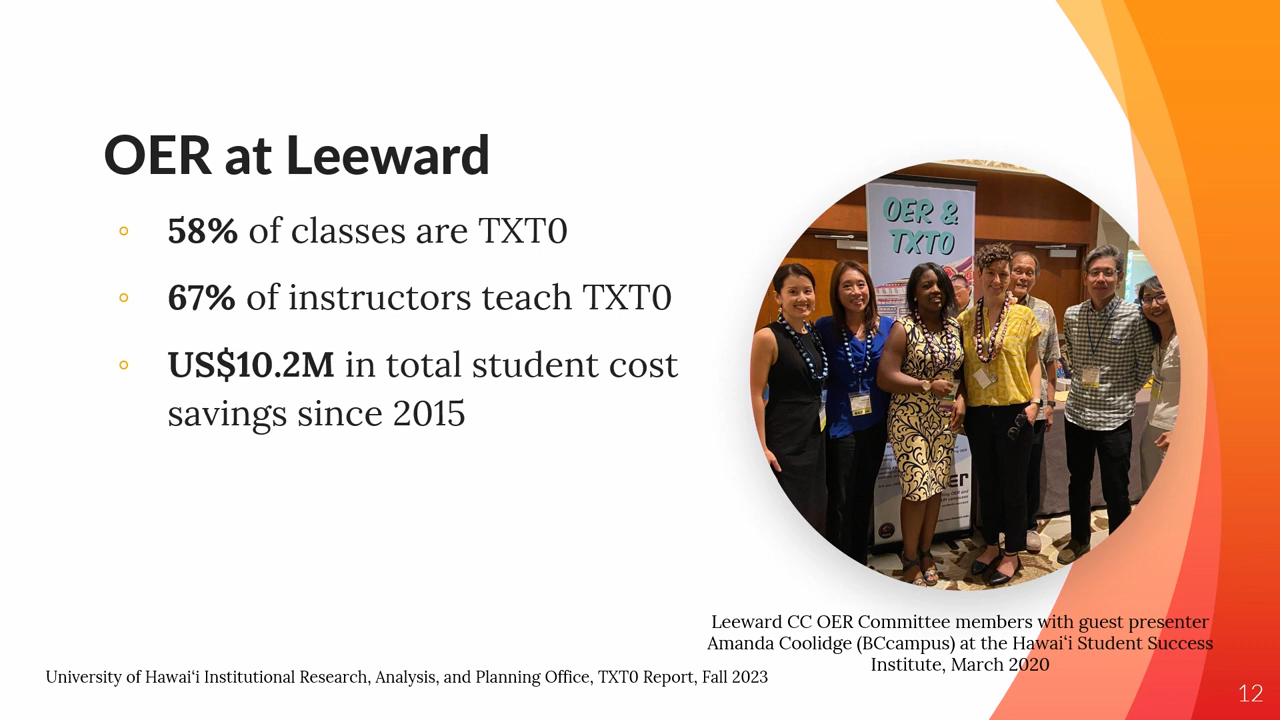 OER at Leeward
58% of classes are TXT0
67% of instructors teach TXT0
US$10.2M in total student cost
savings since 2015
OER &
TXT0
Leeward CC OER Committee members with guest presenter
Amanda Coolidge (BCcampus) at the Hawaiʻi Student Success
Institute, March 2020
University of Hawaiʻi Institutional Research, Analysis, and Planning Office, TXT0 Report, Fall 2023
12